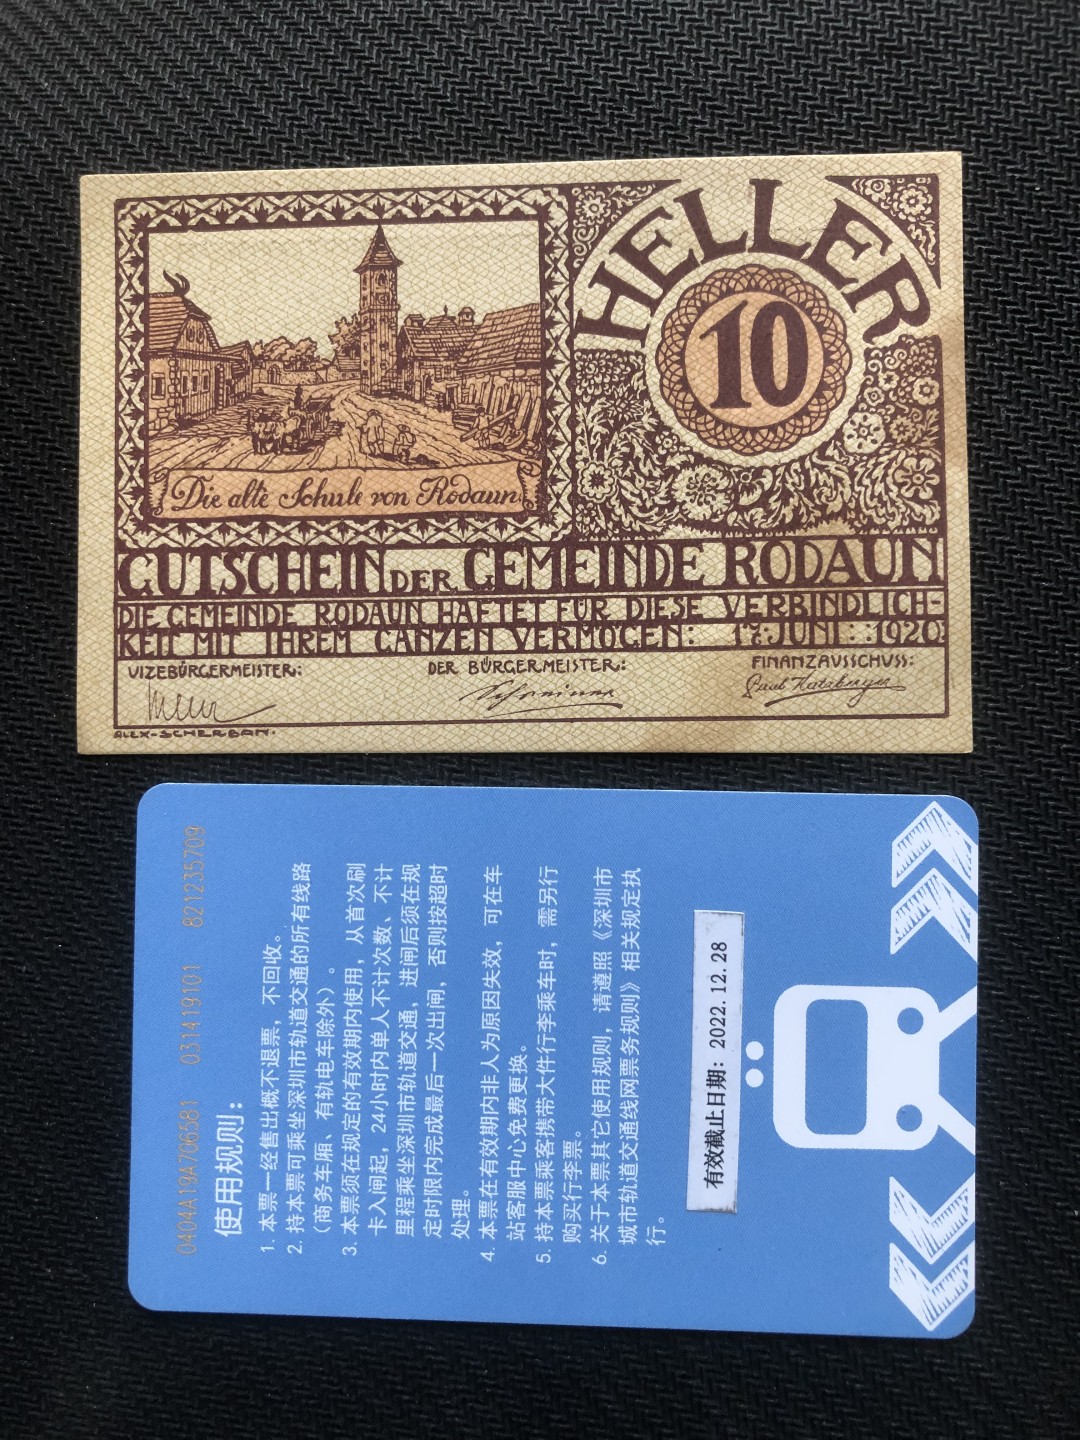 HELLER
10
Die alte Schule von Rodaun
GUTSCHEIN DER GEMEINDE RODAUN
DIE GEMEINDE RODAUN HAFTET FÜR DIESE VERBINDLICH-
KEIT MIT IHREM GANZEN VERMÖGEN: 17. JUNI: 1920
VIZEBÜRGERMEISTER: DER BÜRGERMEISTER: FINANZAUSSCHUSS:
ALEX-SCHERBAN.
0404A19A706581 031419101 821235709
使用规则：
1. 本票一经售出概不退票，不回收。
2. 持本票可乘坐深圳市轨道交通的所有线路
（商务车厢、有轨电车除外）。
3. 本票须在规定的有效期内使用，从首次刷
卡入闸起，24小时内单人不计次数、不计
里程乘坐深圳市轨道交通，进闸后须在规
定时限内完成最后一次出闸，否则按超时
处理。
4. 本票在有效期内非人为原因失效，可在车
站客服中心免费更换。
5. 持本票乘客携带大件行李乘车时，需另行
购买行李票。
6. 关于本票其它使用规则，请遵照《深圳市
城市轨道交通线网票务规则》相关规定执
行。
有效截止日期：2022.12.28